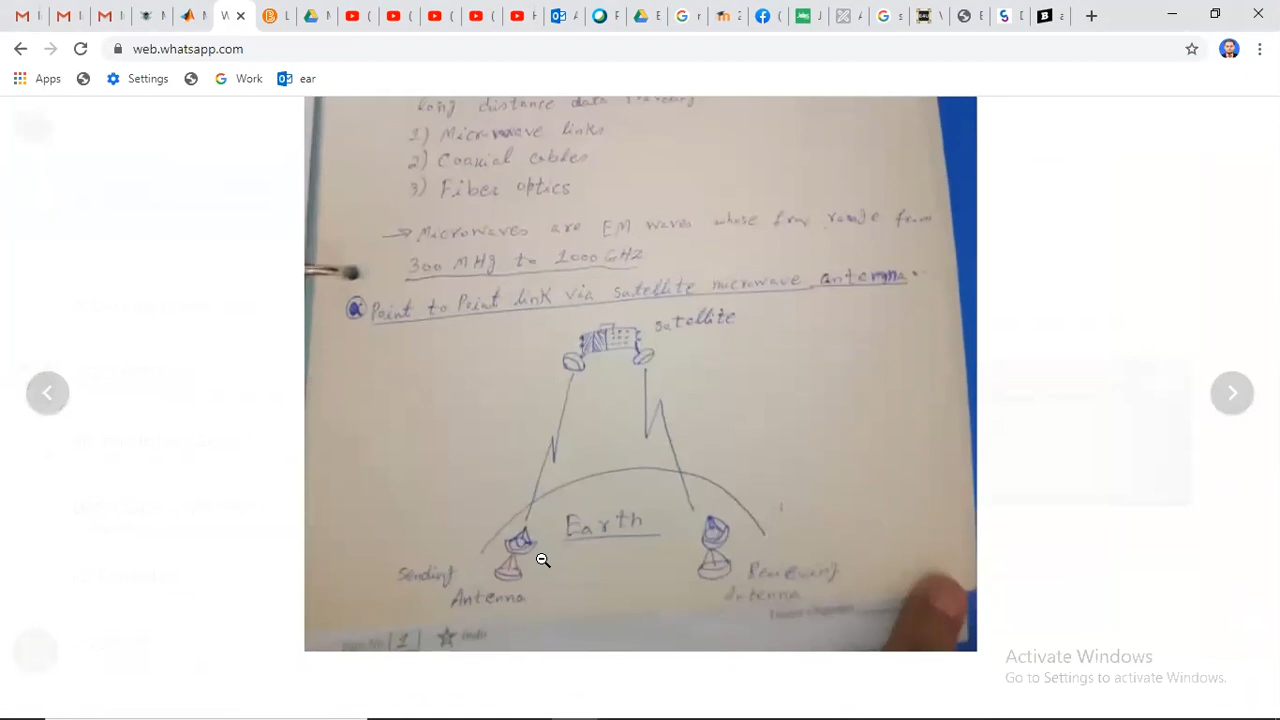 web.whatsapp.com
Apps
Settings
Work
ear
long distance data
1) Microwave links
2) Coaxial cables
3) Fiber optics
→ Microwaves are EM waves whose range from
300 MHz to 1000 GHZ
Point to Point link via satellite microwave antenna
satellite
Earth
Sending
Antenna
Receiving
Antenna
1
Activate Windows
Go to Settings to activate Windows.